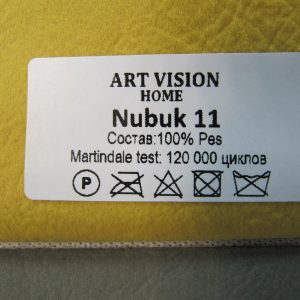 ART VISION
HOME
Nubuk 11
Состав:100% Pes
Martindale test: 120 000 циклов
P